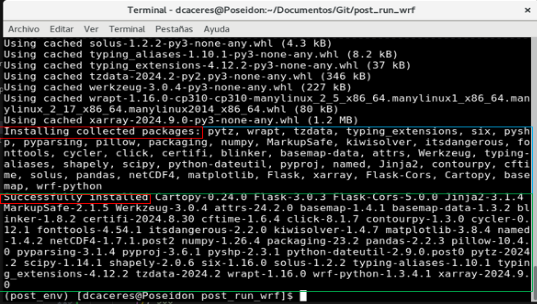 Terminal - dcaceres@Poseidon:~/Documentos/Git/post_run_wrf
Archivo Editar Ver Terminal Pestañas Ayuda
Using cached solus-1.2.2-py3-none-any.whl (4.3 kB)
Using cached typing_aliases-1.10.1-py3-none-any.whl (8.2 kB)
Using cached typing_extensions-4.12.2-py3-none-any.whl (37 kB)
Using cached tzdata-2024.2-py2.py3-none-any.whl (346 kB)
Using cached werkzeug-3.0.4-py3-none-any.whl (227 kB)
Using cached wrapt-1.16.0-cp310-cp310-manylinux_2_5_x86_64.manylinux1_x86_64.man
ylinux_2_17_x86_64.manylinux2014_x86_64.whl (80 kB)
Using cached xarray-2024.9.0-py3-none-any.whl (1.2 MB)
Installing collected packages: pytz, wrapt, tzdata, typing_extensions, six, pysh
p, pyparsing, pillow, packaging, numpy, MarkupSafe, kiwisolver, itsdangerous, fo
nttools, cycler, click, certifi, blinker, basemap-data, attrs, Werkzeug, typing-
aliases, shapely, scipy, python-dateutil, pyproj, named, Jinja2, contourpy, cfti
me, solus, pandas, netCDF4, matplotlib, Flask, xarray, Flask-Cors, Cartopy, base
map, wrf-python
Successfully installed Cartopy-0.24.0 Flask-3.0.3 Flask-Cors-5.0.0 Jinja2-3.1.4
MarkupSafe-2.1.5 Werkzeug-3.0.4 attrs-24.2.0 basemap-1.4.1 basemap-data-1.3.2 bl
inker-1.8.2 certifi-2024.8.30 cftime-1.6.4 click-8.1.7 contourpy-1.3.0 cycler-0.
12.1 fonttools-4.54.1 itsdangerous-2.2.0 kiwisolver-1.4.7 matplotlib-3.8.4 named
-1.4.2 netCDF4-1.7.1.post2 numpy-1.26.4 packaging-23.2 pandas-2.2.3 pillow-10.4.
0 pyparsing-3.1.4 pyproj-3.6.1 pyshp-2.3.1 python-dateutil-2.9.0.post0 pytz-2024
.2 scipy-1.14.1 shapely-2.0.6 six-1.16.0 solus-1.2.2 typing-aliases-1.10.1 typin
g_extensions-4.12.2 tzdata-2024.2 wrapt-1.16.0 wrf-python-1.3.4.1 xarray-2024.9.
0
(post_env) [dcaceres@Poseidon post_run_wrf]$